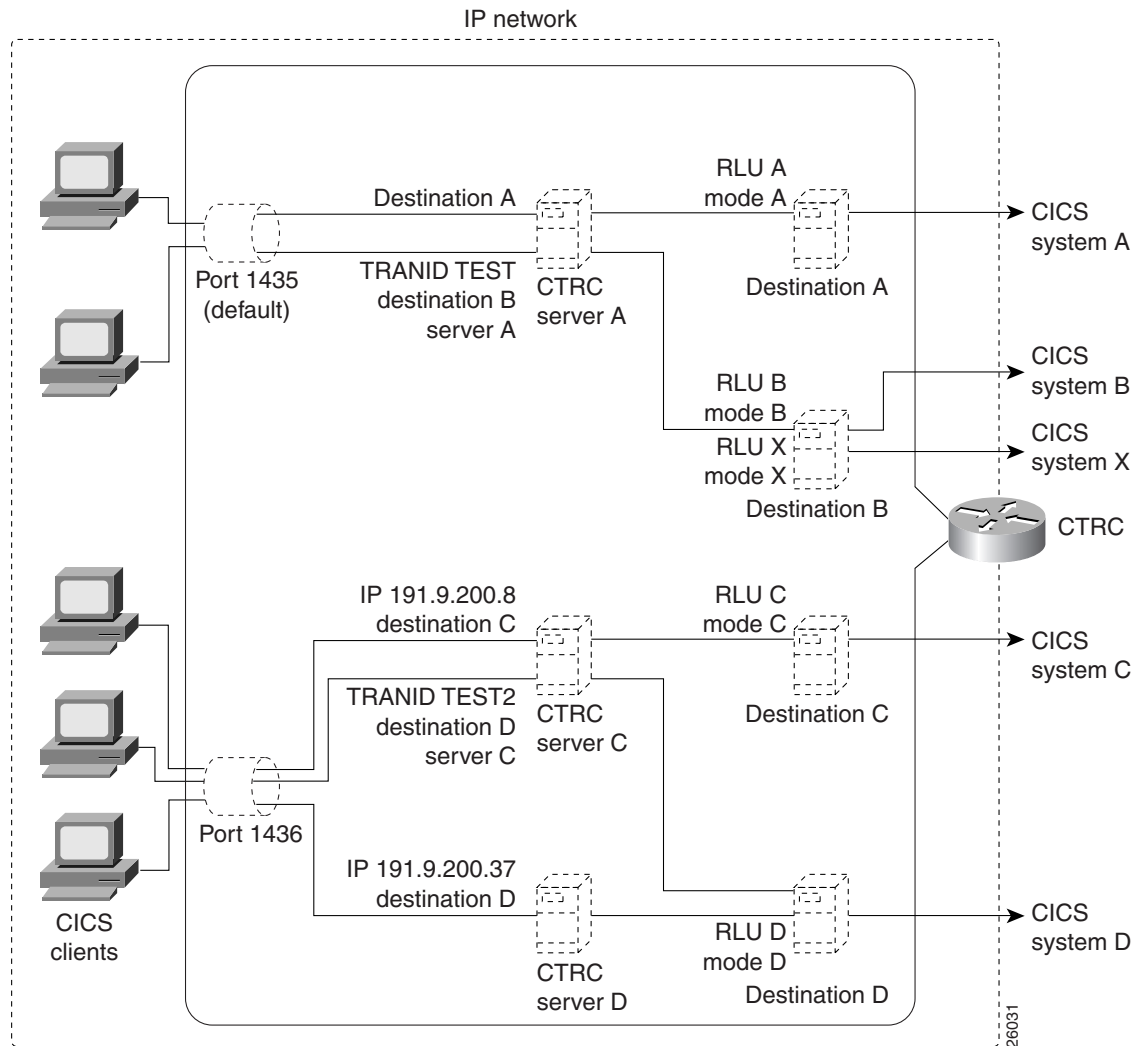 IP network
Destination A
RLU A
mode A
CICS
system A
Port 1435
(default)
TRANID TEST
destination B
server A
CTRC
server A
Destination A
RLU B
mode B
RLU X
mode X
Destination B
CICS
system B
CICS
system X
CTRC
IP 191.9.200.8
destination C
RLU C
mode C
CICS
system C
TRANID TEST2
destination D
server C
CTRC
server C
Destination C
Port 1436
IP 191.9.200.37
destination D
CICS
clients
CTRC
server D
RLU D
mode D
Destination D
CICS
system D
26031